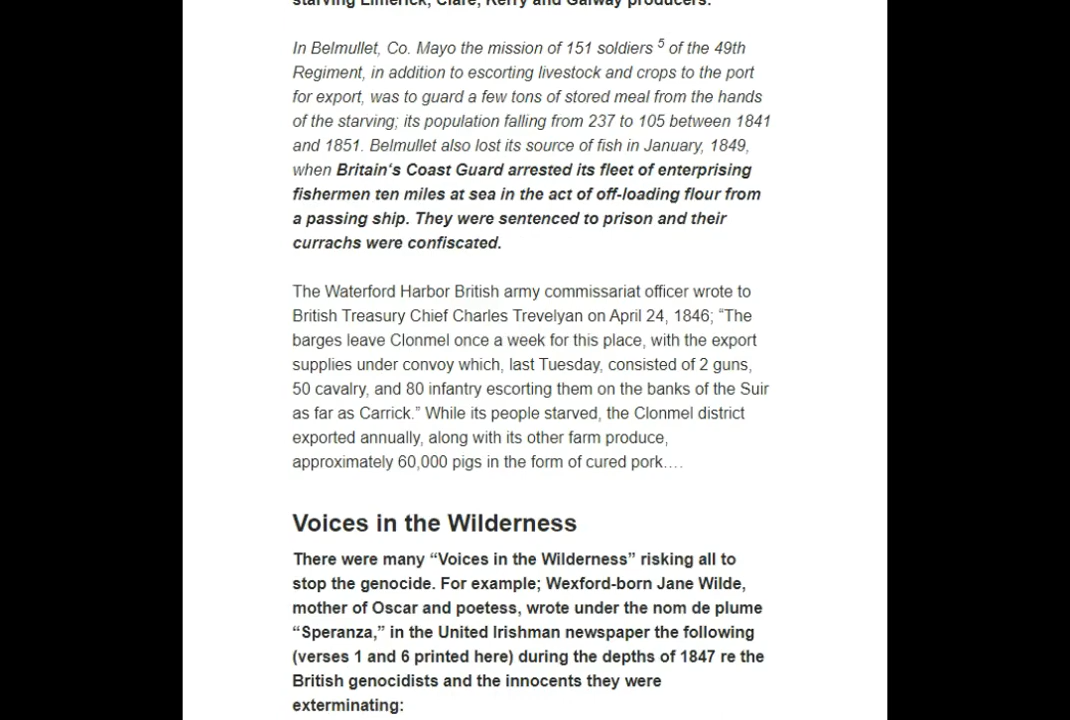 starving Limerick, Clare, Kerry and Galway producers.
In Belmullet, Co. Mayo the mission of 151 soldiers 5 of the 49th
Regiment, in addition to escorting livestock and crops to the port
for export, was to guard a few tons of stored meal from the hands
of the starving; its population falling from 237 to 105 between 1841
and 1851. Belmullet also lost its source of fish in January, 1849,
when Britain‘s Coast Guard arrested its fleet of enterprising
fishermen ten miles at sea in the act of off-loading flour from
a passing ship. They were sentenced to prison and their
currachs were confiscated.
The Waterford Harbor British army commissariat officer wrote to
British Treasury Chief Charles Trevelyan on April 24, 1846; “The
barges leave Clonmel once a week for this place, with the export
supplies under convoy which, last Tuesday, consisted of 2 guns,
50 cavalry, and 80 infantry escorting them on the banks of the Suir
as far as Carrick.” While its people starved, the Clonmel district
exported annually, along with its other farm produce,
approximately 60,000 pigs in the form of cured pork….
Voices in the Wilderness
There were many “Voices in the Wilderness” risking all to
stop the genocide. For example; Wexford-born Jane Wilde,
mother of Oscar and poetess, wrote under the nom de plume
“Speranza,” in the United Irishman newspaper the following
(verses 1 and 6 printed here) during the depths of 1847 re the
British genocidists and the innocents they were
exterminating: